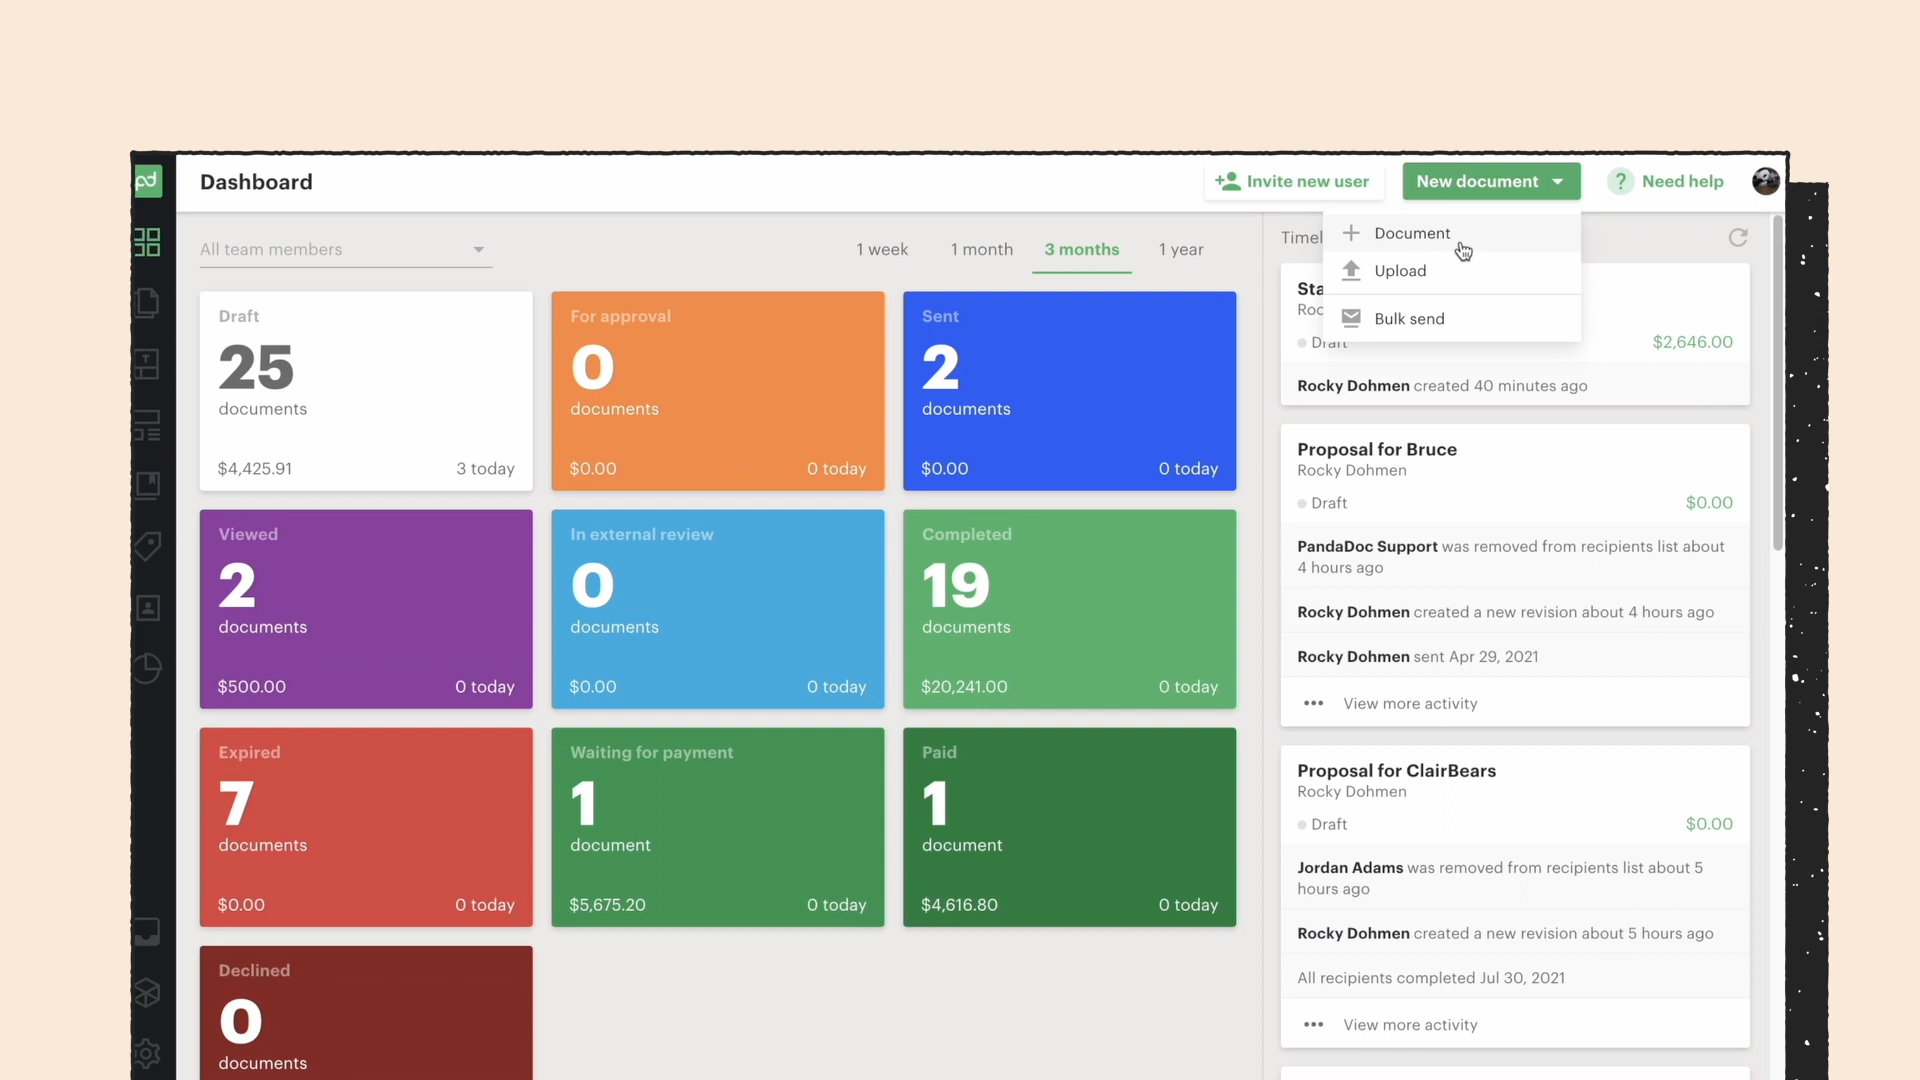 pd
Dashboard
Invite new user
New document
? Need help
All team members
1 week
1 month
3 months
1 year
Draft
25
documents
$4,425.91
3 today
For approval
0
documents
$0.00
0 today
Sent
2
documents
$0.00
0 today
Viewed
2
documents
$500.00
0 today
In external review
0
documents
$0.00
0 today
Completed
19
documents
$20,241.00
0 today
Expired
7
documents
$0.00
0 today
Waiting for payment
1
document
$5,675.20
0 today
Paid
1
document
$4,616.80
0 today
Declined
0
documents
Document
Upload
Bulk send
Timel
Sta
Roc
Draft
$2,646.00
Rocky Dohmen created 40 minutes ago
Proposal for Bruce
Rocky Dohmen
Draft
$0.00
PandaDoc Support was removed from recipients list about
4 hours ago
Rocky Dohmen created a new revision about 4 hours ago
Rocky Dohmen sent Apr 29, 2021
••• View more activity
Proposal for ClairBears
Rocky Dohmen
Draft
$0.00
Jordan Adams was removed from recipients list about 5
hours ago
Rocky Dohmen created a new revision about 5 hours ago
All recipients completed Jul 30, 2021
••• View more activity